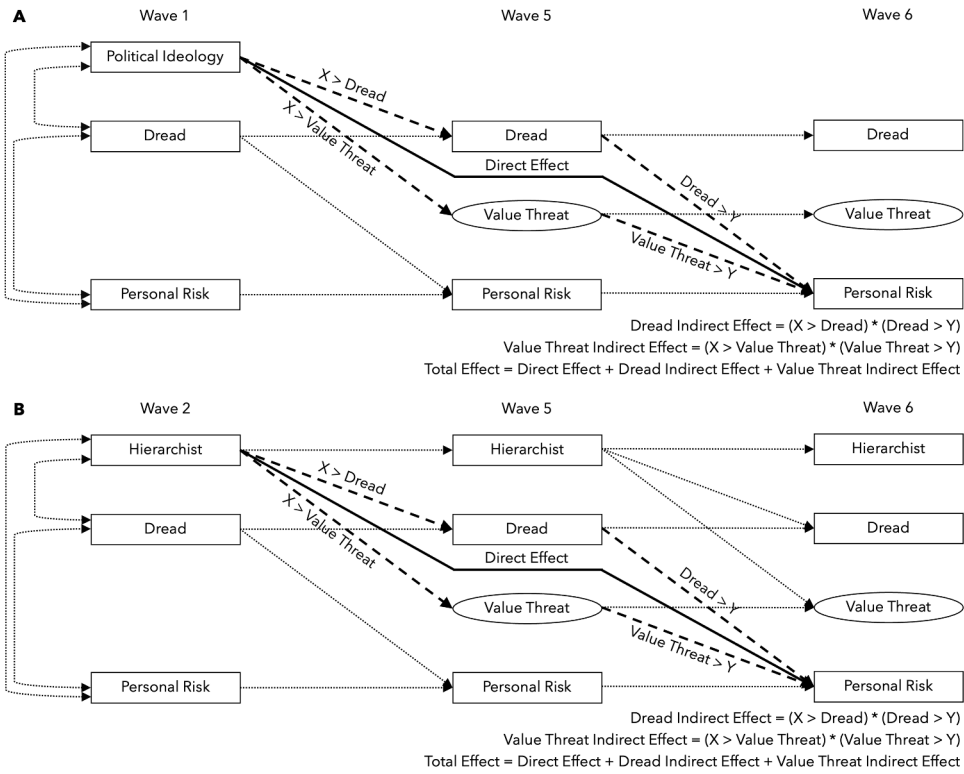 A
Wave 1
Wave 5
Wave 6
Political Ideology
X > Dread
X > Value Threat
Dread
Dread
Dread
Direct Effect
Dread > Y
Value Threat
Value Threat
Value Threat > Y
Personal Risk
Personal Risk
Personal Risk
Dread Indirect Effect = (X > Dread) * (Dread > Y)
Value Threat Indirect Effect = (X > Value Threat) * (Value Threat > Y)
Total Effect = Direct Effect + Dread Indirect Effect + Value Threat Indirect Effect
B
Wave 2
Wave 5
Wave 6
Hierarchist
Hierarchist
Hierarchist
X > Dread
X > Value Threat
Dread
Dread
Dread
Direct Effect
Dread > Y
Value Threat
Value Threat
Value Threat > Y
Personal Risk
Personal Risk
Personal Risk
Dread Indirect Effect = (X > Dread) * (Dread > Y)
Value Threat Indirect Effect = (X > Value Threat) * (Value Threat > Y)
Total Effect = Direct Effect + Dread Indirect Effect + Value Threat Indirect Effect